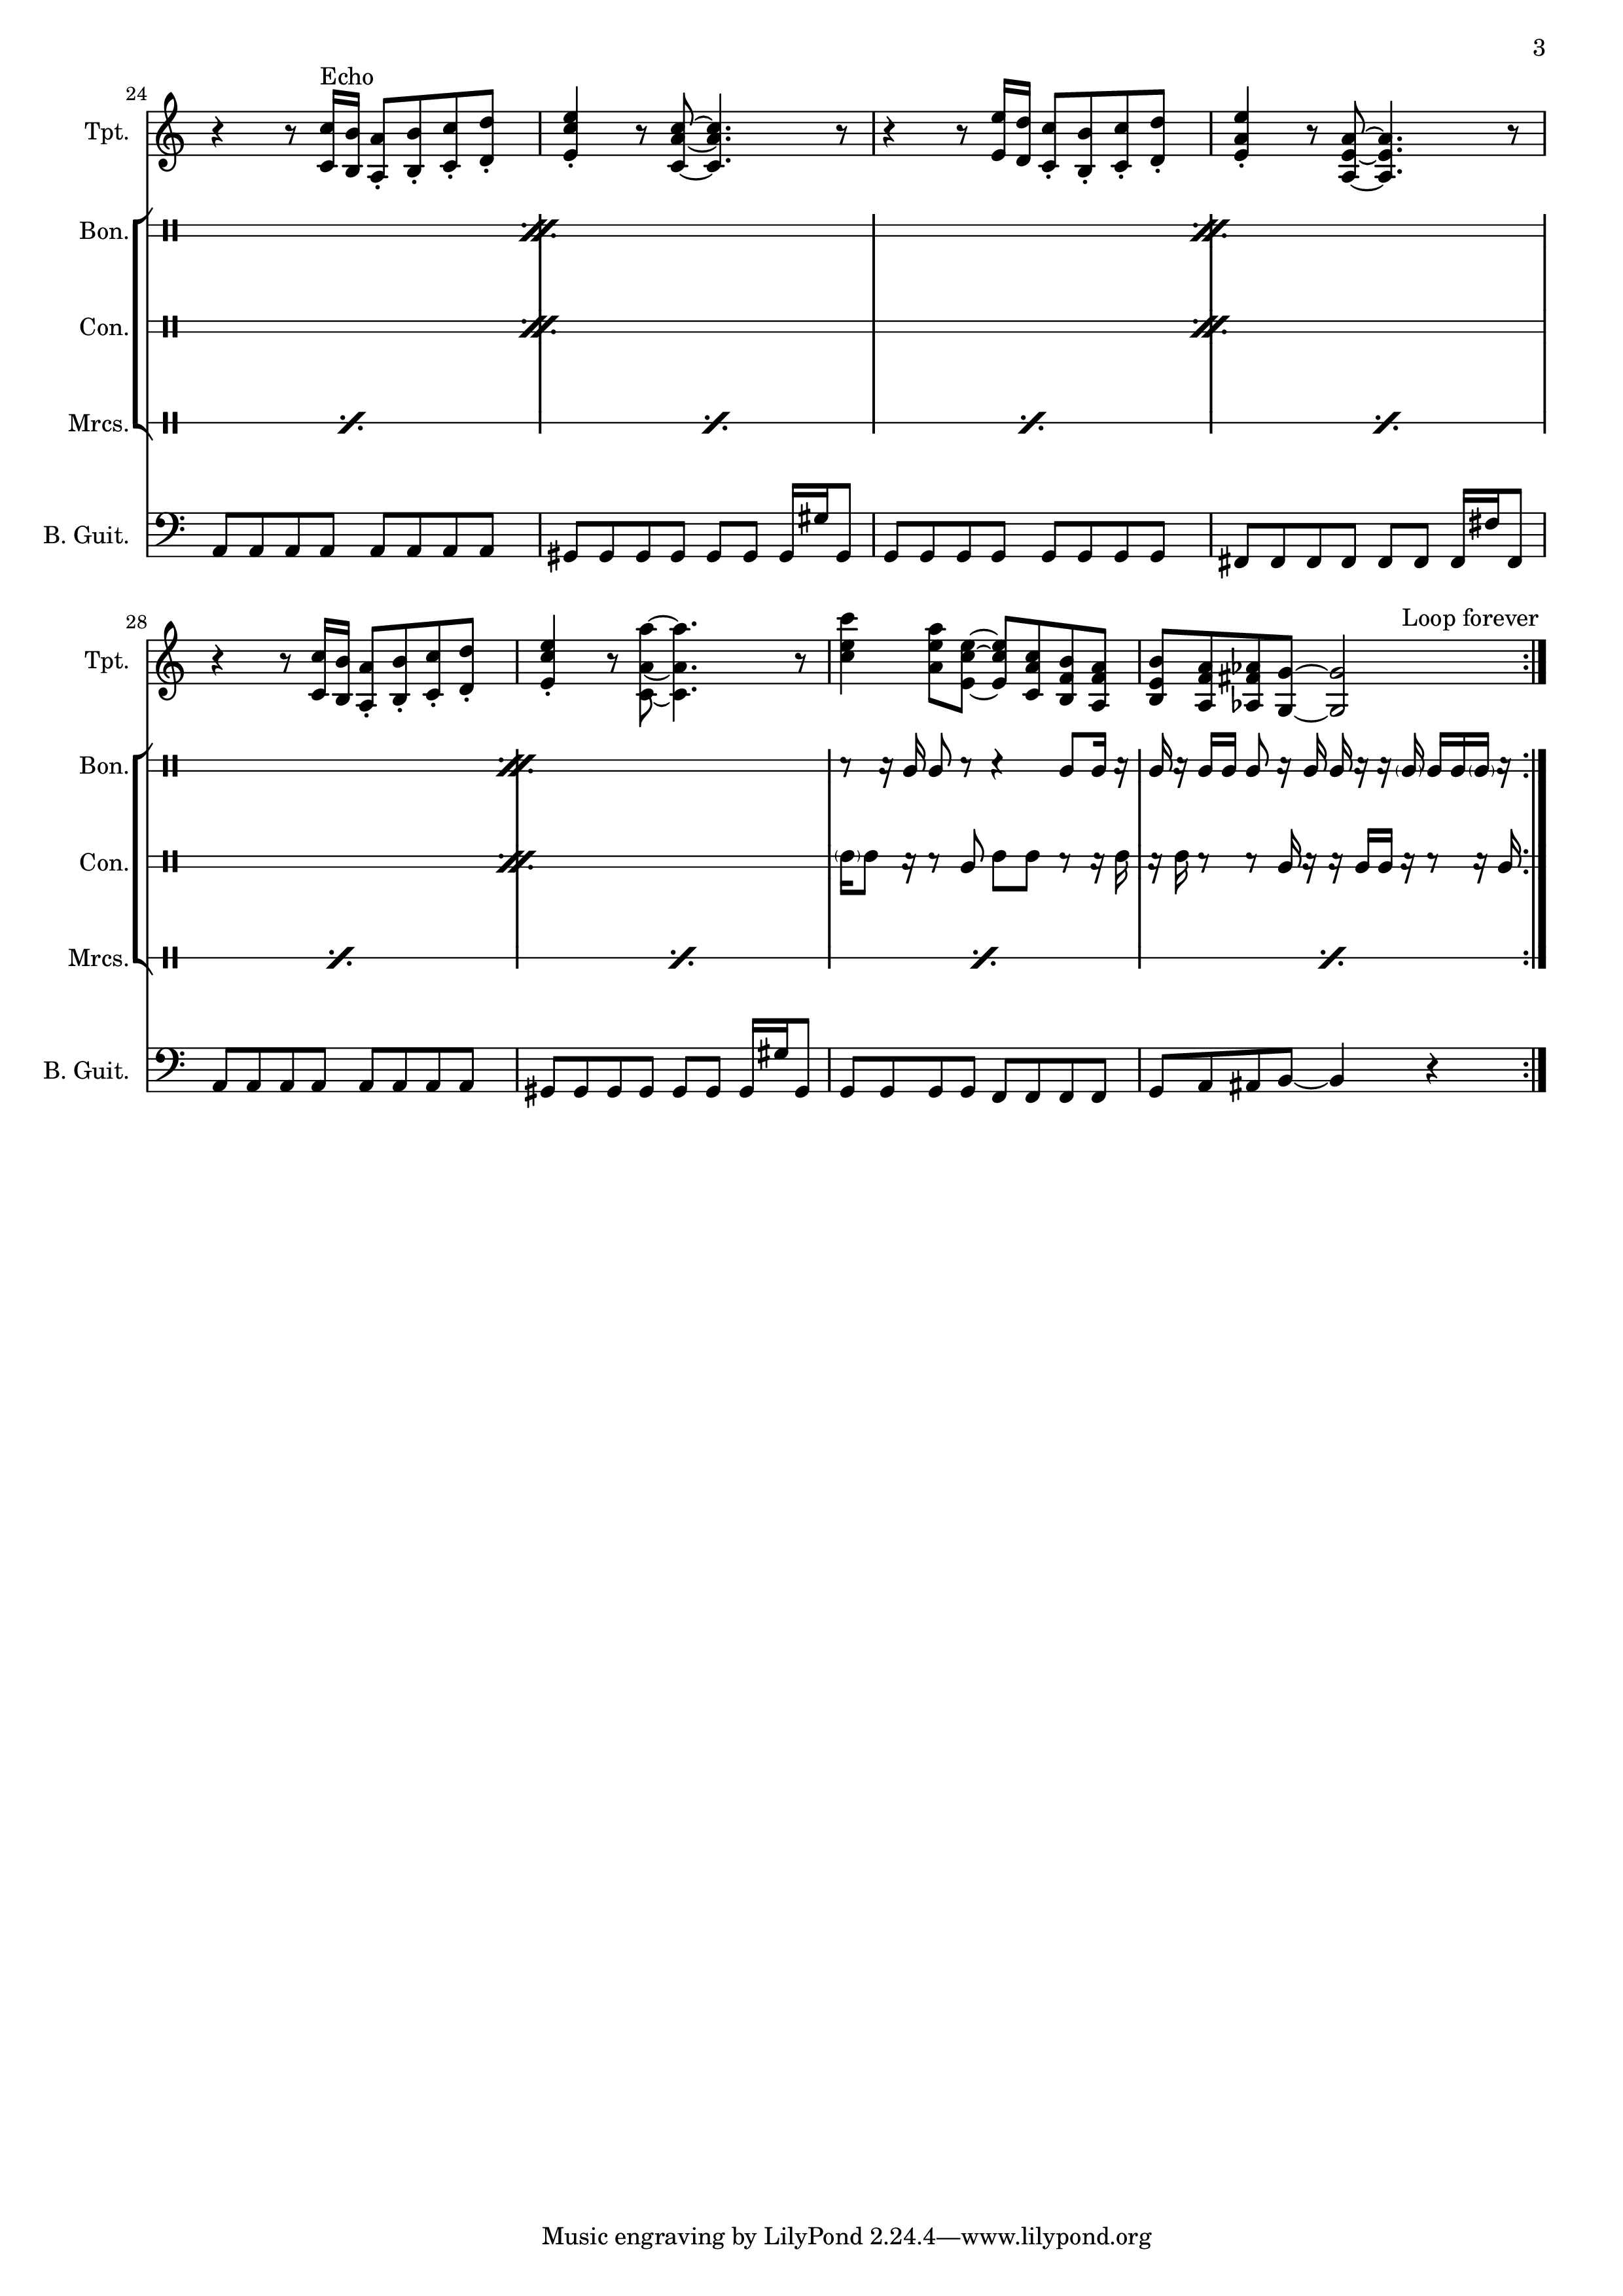 3
Echo
24
Tpt.
Bon.
Con.
Mrcs.
B. Guit.
Loop forever
28
Tpt.
Bon.
Con.
Mrcs.
B. Guit.
Music engraving by LilyPond 2.24.4—www.lilypond.org